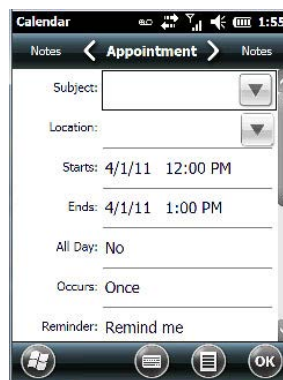 Calendar 1:55
Notes Appointment Notes
Subject:
Location:
Starts: 4/1/11 12:00 PM
Ends: 4/1/11 1:00 PM
All Day: No
Occurs: Once
Reminder: Remind me
OK